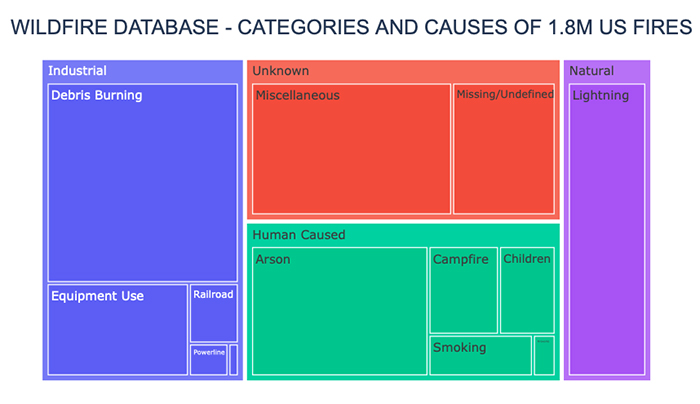 WILDFIRE DATABASE - CATEGORIES AND CAUSES OF 1.8M US FIRES
Industrial
Debris Burning
Equipment Use
Railroad
Powerline
Unknown
Miscellaneous
Missing/Undefined
Human Caused
Arson
Campfire
Children
Smoking
Natural
Lightning